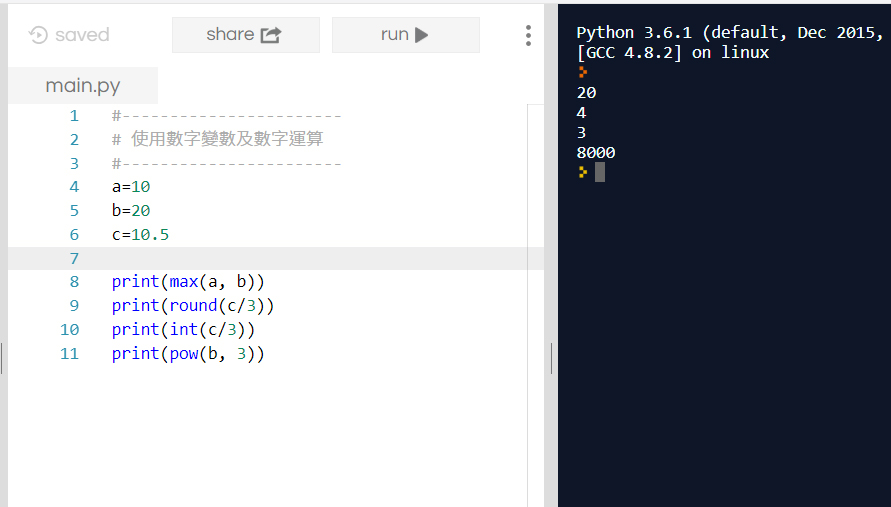 saved
share
run
main.py
1 #-----------------------
2 # 使用數字變數及數字運算
3 #-----------------------
4 a=10
5 b=20
6 c=10.5
7
8 print(max(a, b))
9 print(round(c/3))
10 print(int(c/3))
11 print(pow(b, 3))
Python 3.6.1 (default, Dec 2015,
[GCC 4.8.2] on linux
20
4
3
8000